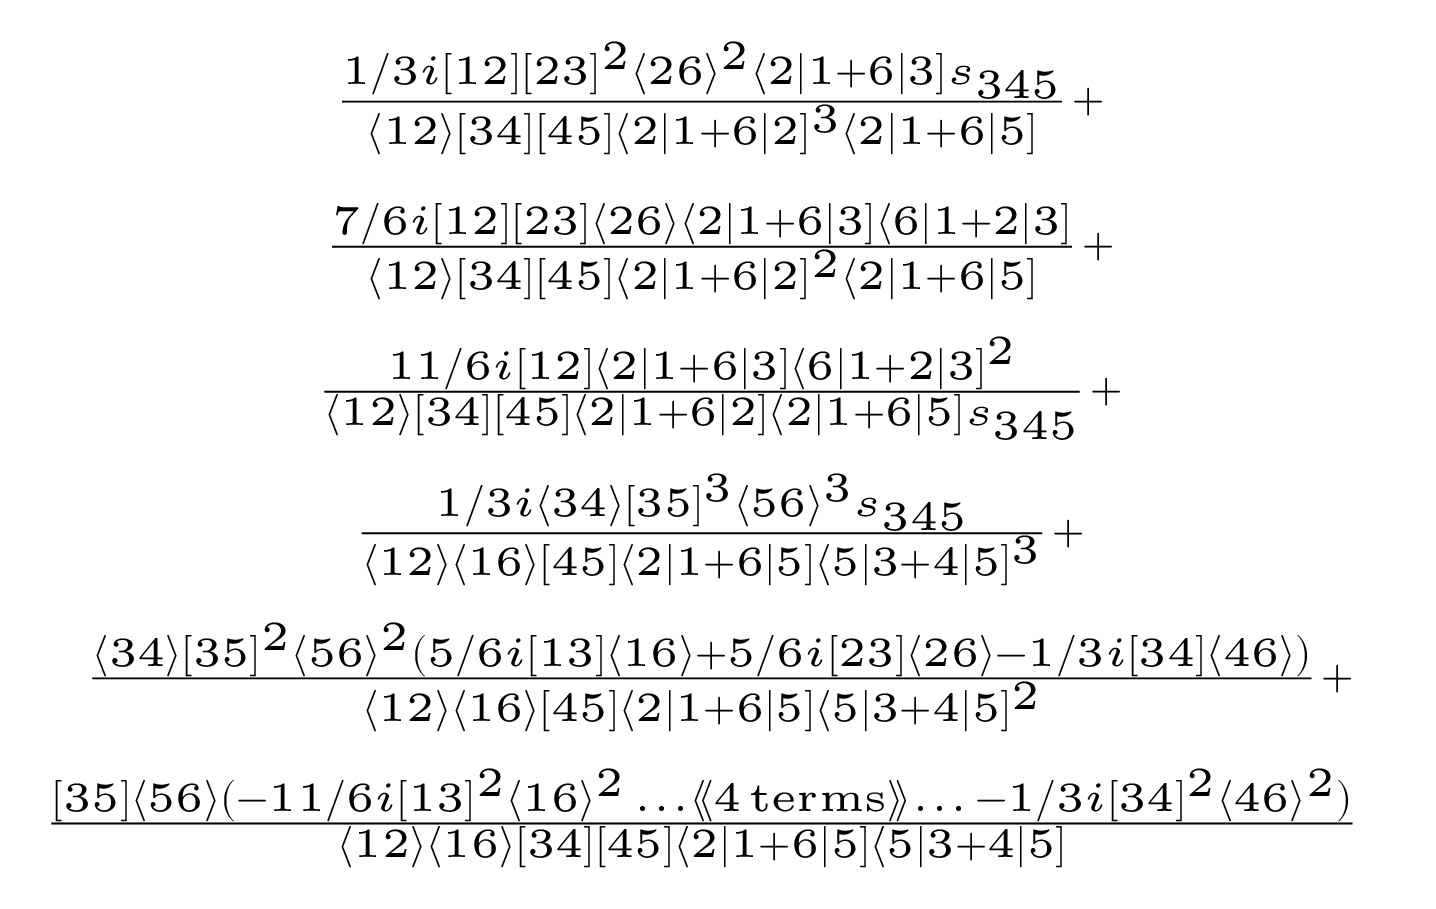 1/3i[12][23]²⟨26⟩²⟨2|1+6|3]s₃₄₅
⟨12⟩[34][45]⟨2|1+6|2]³⟨2|1+6|5] +
7/6i[12][23]⟨26⟩⟨2|1+6|3]⟨6|1+2|3]
⟨12⟩[34][45]⟨2|1+6|2]²⟨2|1+6|5] +
11/6i[12]⟨2|1+6|3]⟨6|1+2|3]²
⟨12⟩[34][45]⟨2|1+6|2]⟨2|1+6|5]s₃₄₅ +
1/3i⟨34⟩[35]³⟨56⟩³s₃₄₅
⟨12⟩⟨16⟩[45]⟨2|1+6|5]⟨5|3+4|5]³ +
⟨34⟩[35]²⟨56⟩²(5/6i[13]⟨16⟩+5/6i[23]⟨26⟩−1/3i[34]⟨46⟩)
⟨12⟩⟨16⟩[45]⟨2|1+6|5]⟨5|3+4|5]² +
[35]⟨56⟩(−11/6i[13]²⟨16⟩² …⟪4 terms⟫… −1/3i[34]²⟨46⟩²)
⟨12⟩⟨16⟩[34][45]⟨2|1+6|5]⟨5|3+4|5]